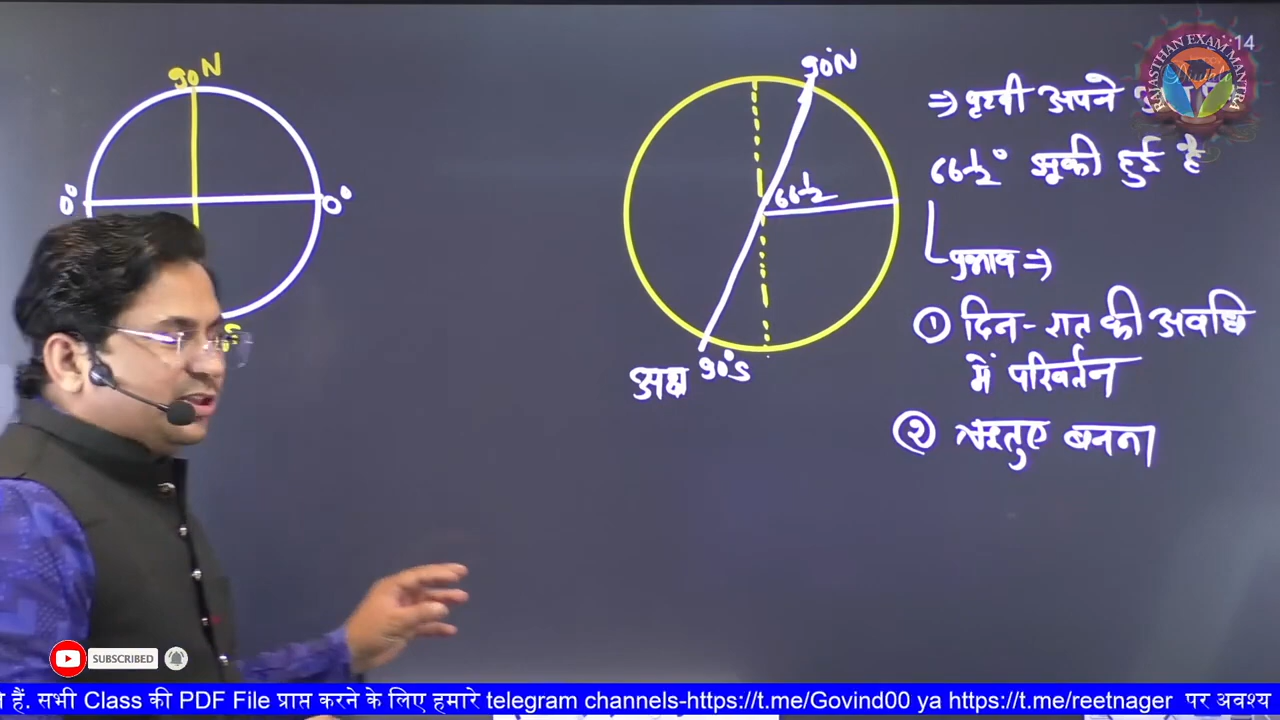 90 N
0°
0°
90°N
66½
अक्ष 90°S
⇒ पृथ्वी अपने
66½° झूकी हुई है
प्रभाव ⇒
① दिन-रात की अवधि
में परिवर्तन
② ऋतुए बनना
14
RAJASTHAN EXAM MANTRA
SUBSCRIBED
हैं. सभी Class की PDF File प्राप्त करने के लिए हमारे telegram channels-https://t.me/Govind00 ya https://t.me/reetnager पर अवश्य